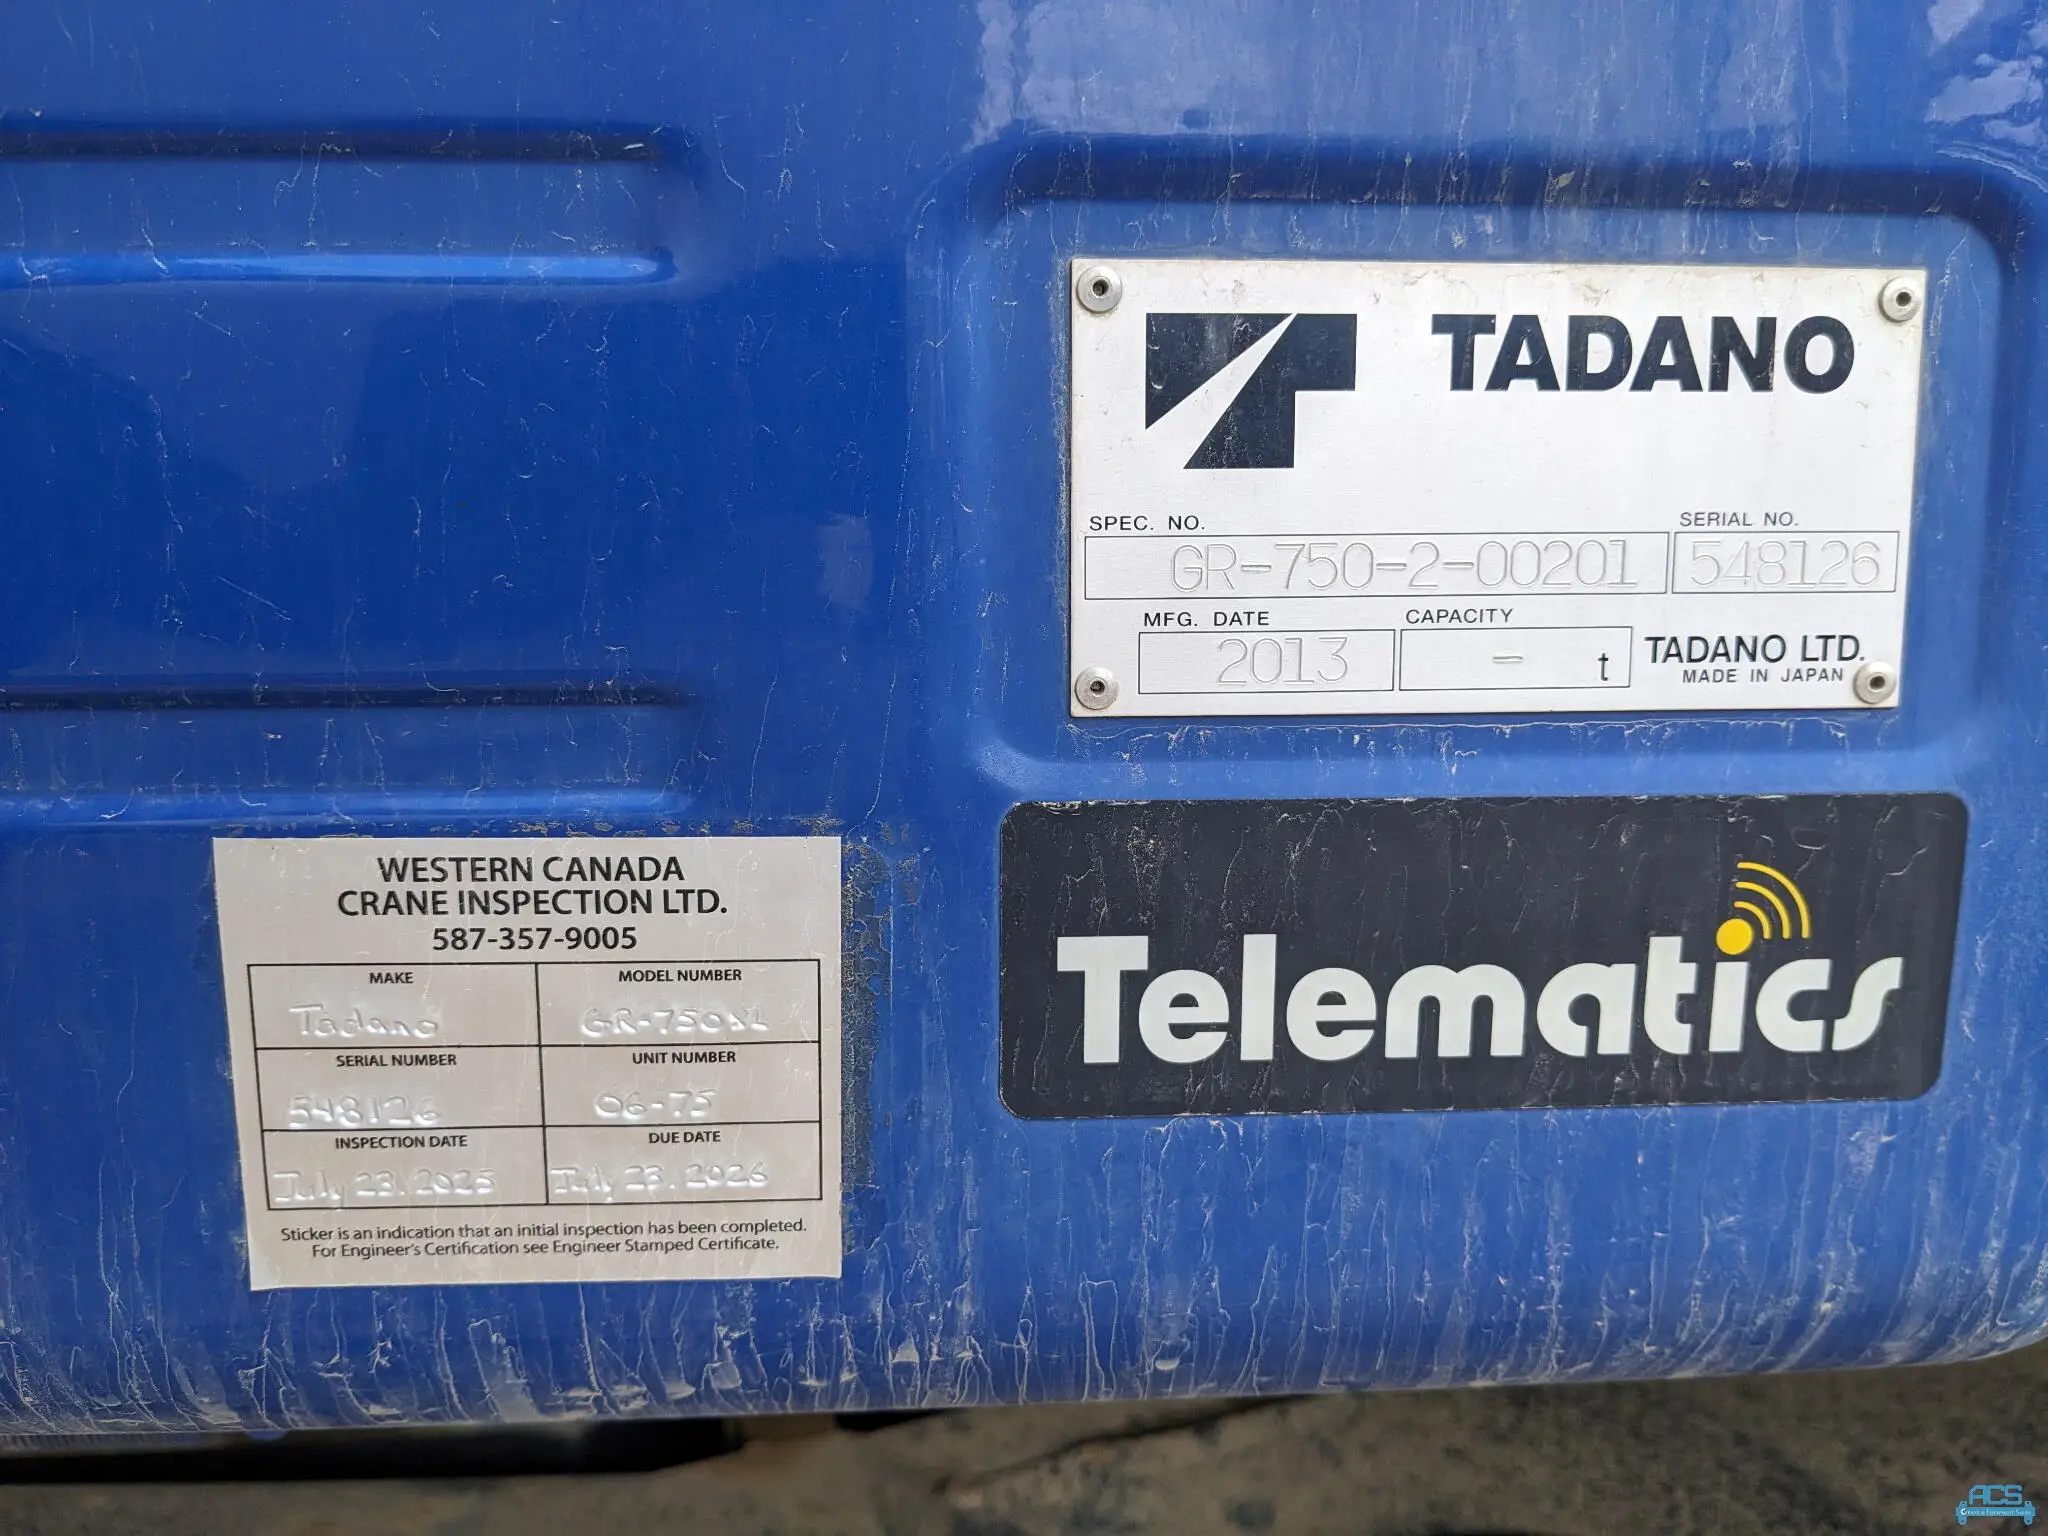 TADANO
SPEC. NO. SERIAL NO.
GR-750-2-00201 548126
MFG. DATE CAPACITY
2013 - t TADANO LTD.
MADE IN JAPAN
Telematics
WESTERN CANADA
CRANE INSPECTION LTD.
587-357-9005
MAKE MODEL NUMBER
Tadano GR-750XL
SERIAL NUMBER UNIT NUMBER
548126 06-75
INSPECTION DATE DUE DATE
July 23. 2025 July 23. 2026
Sticker is an indication that an initial inspection has been completed.
For Engineer's Certification see Engineer Stamped Certificate.
ACS